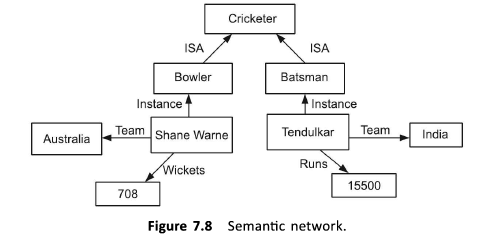 Cricketer
ISA ISA
Bowler Batsman
Instance Instance
Australia Team Shane Warne Tendulkar Team India
Wickets Runs
708 15500
Figure 7.8 Semantic network.